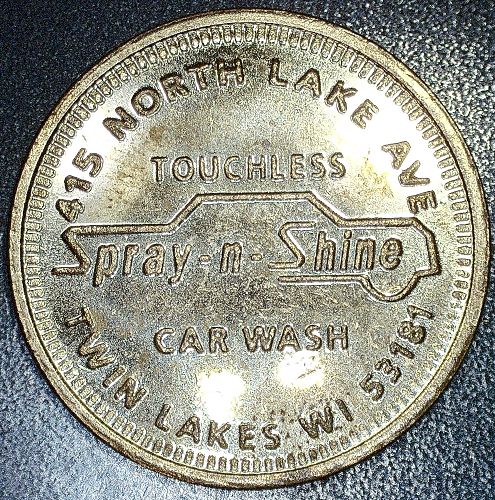 415 NORTH LAKE AVE
TOUCHLESS
Spray-n-Shine
CAR WASH
TWIN LAKES WI 53181